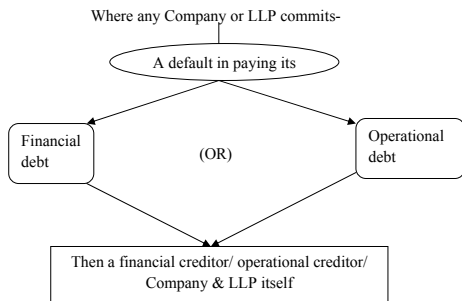 Where any Company or LLP commits-
A default in paying its
Financial
debt
(OR)
Operational
debt
Then a financial creditor/ operational creditor/
Company & LLP itself